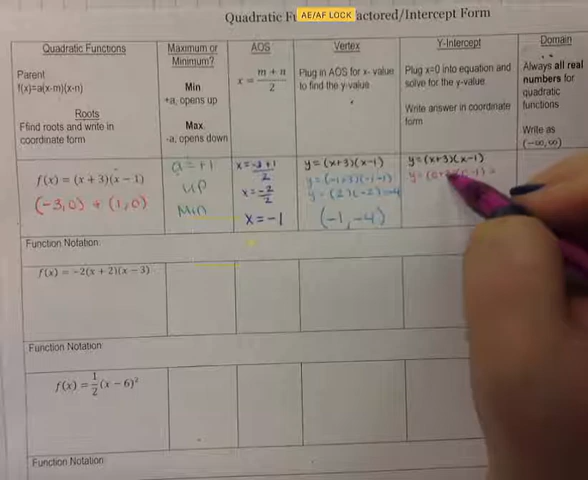 Quadratic Fu
AE/AF LOCK
actored/Intercept Form
Quadratic Functions
Parent
f(x)=a(x-m)(x-n)
Roots
Ffind roots and write in
coordinate form
Maximum or
Minimum?
Min
+a, opens up
Max
-a, opens down
AOS
x = m + n / 2
Vertex
Plug in AOS for x- value
to find the y-value
Y-Intercept
Plug x=0 into equation and
solve for the y-value.
Write answer in coordinate
form
Domain
Always all real
numbers for
quadratic
functions
Write as
(-∞,∞)
f(x) = (x + 3)(x − 1)
(-3,0) + (1,0)
a = +1
UP
Min
x = -3+1 / 2
x = -2 / 2
x = -1
y = (x+3)(x-1)
y = (-1+3)(-1-1)
y = (2)(-2) = -4
(-1, -4)
y = (x+3)(x-1)
y = (0+
-1) =
Function Notation:
f(x) = −2(x + 2)(x − 3)
Function Notation:
f(x) = 1/2 (x − 6)²
Function Notation